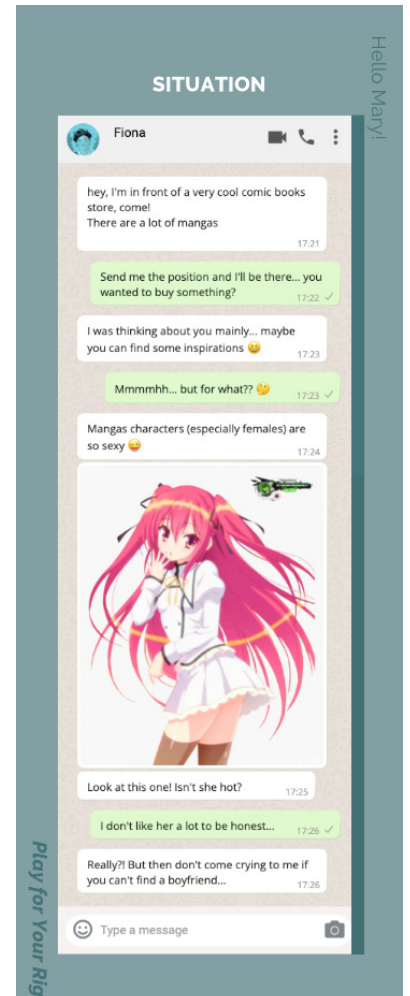 Hello Mary!
SITUATION
Fiona
hey, I'm in front of a very cool comic books
store, come!
There are a lot of mangas
17:21
Send me the position and I'll be there... you
wanted to buy something?
17:22
I was thinking about you mainly... maybe
you can find some inspirations 😄
17:23
Mmmmhh... but for what?? 🤔
17:23
Mangas characters (especially females) are
so sexy 😅
17:24
Look at this one! Isn't she hot?
17:25
I don't like her a lot to be honest...
17:26
Really?! But then don't come crying to me if
you can't find a boyfriend...
17:26
Type a message
Play for Your Rig